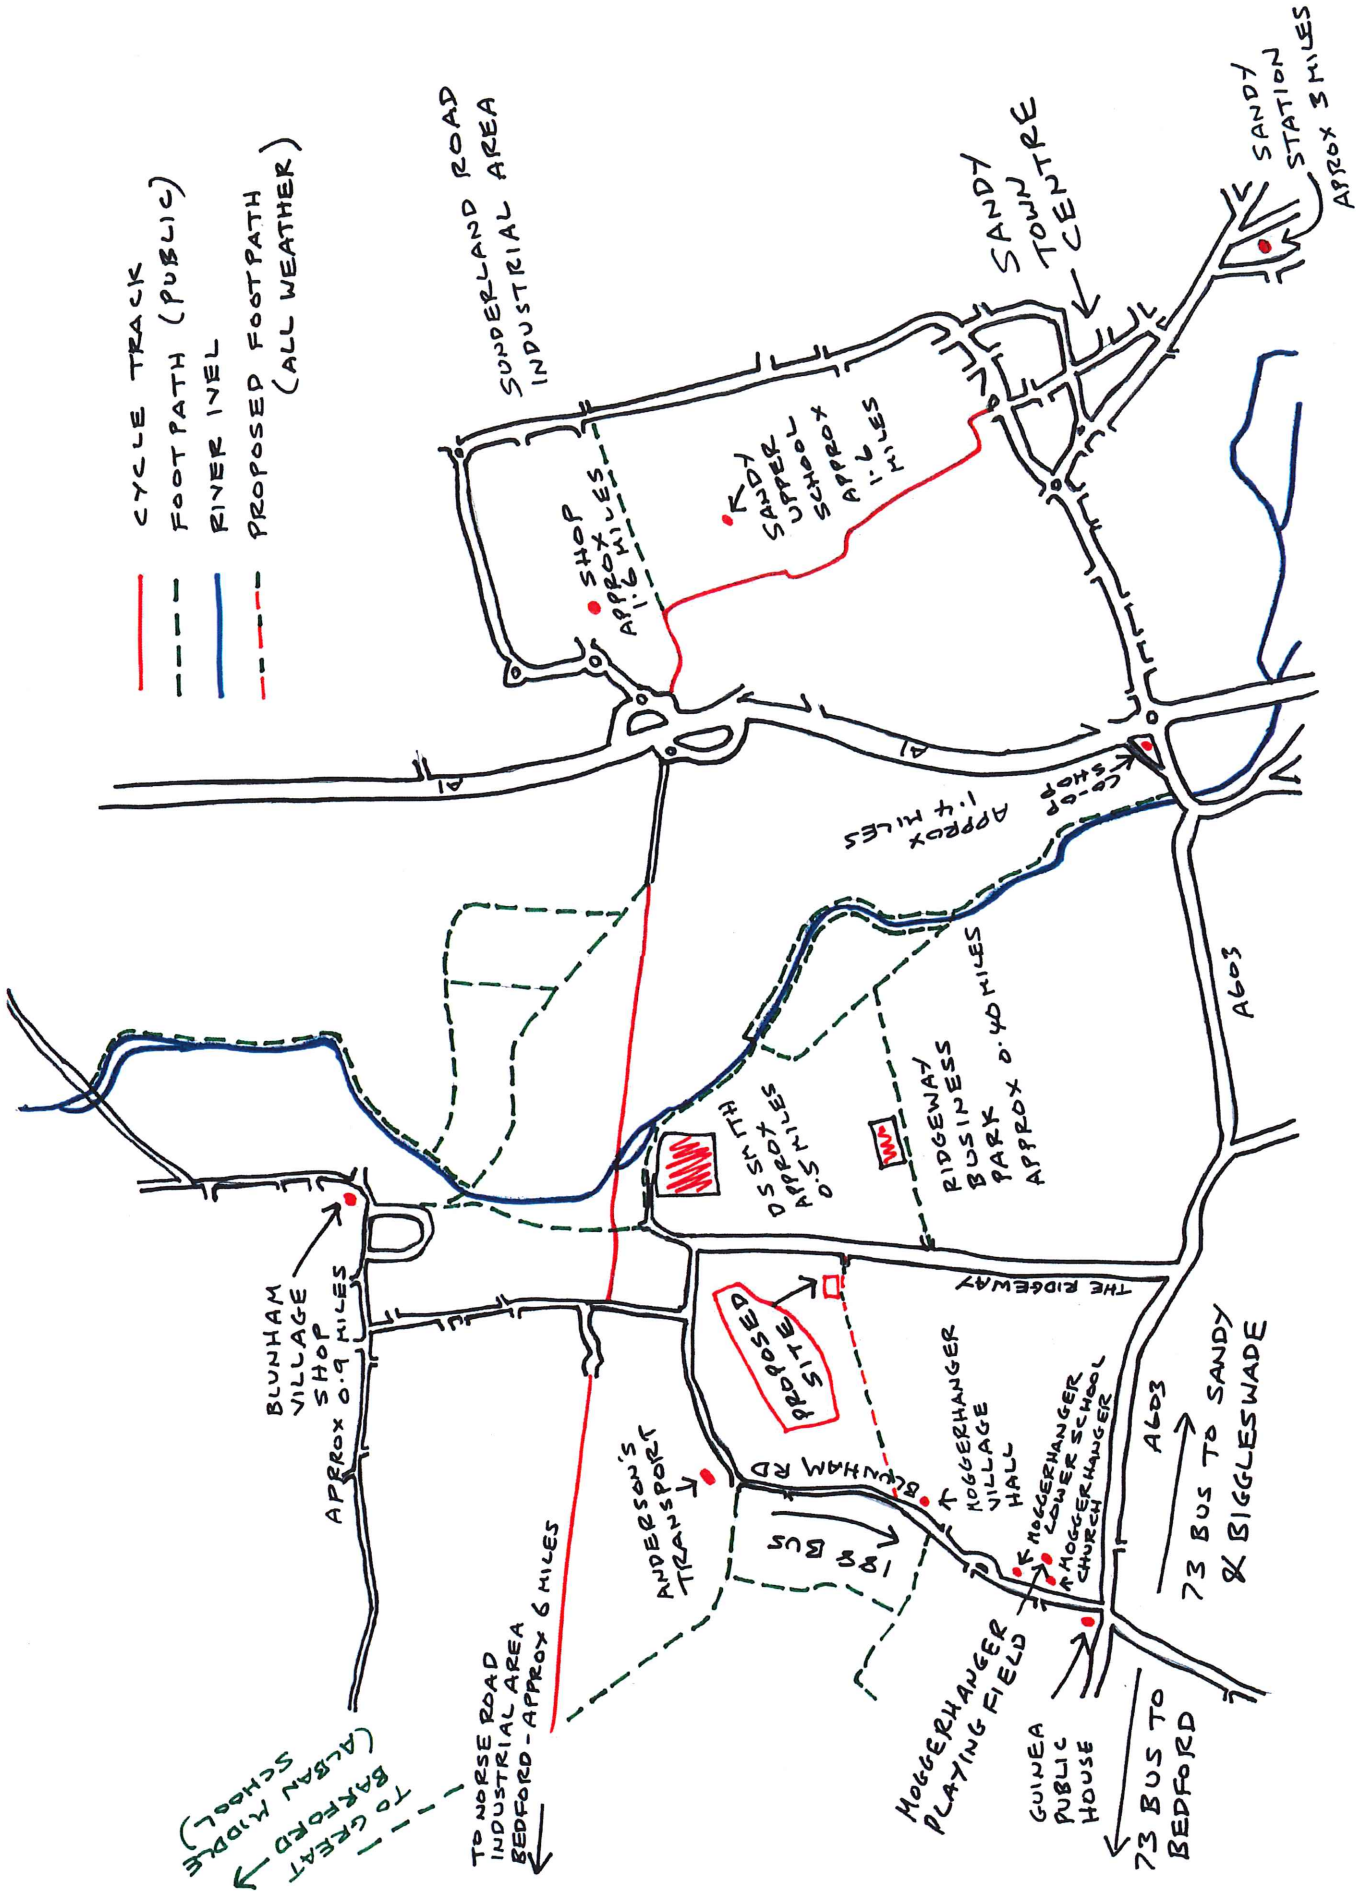 CYCLE TRACK
FOOTPATH (PUBLIC)
RIVER IVEL
PROPOSED FOOTPATH
(ALL WEATHER)
SUNDERLAND ROAD
INDUSTRIAL AREA
SHOP
APPROX
1.6 MILES
SANDY
UPPER
SCHOOL
APPROX
1.6
MILES
SANDY
TOWN
CENTRE
SANDY
STATION
APPROX 3 MILES
A1
A1
APPROX
1.4 MILES
CO-OP
SHOP
A603
BLUNHAM
VILLAGE
SHOP
APPROX 0.9 MILES
DS SMITH
APPROX
0.5 MILES
RIDGEWAY
BUSINESS
PARK
APPROX 0.40 MILES
THE RIDGEWAY
PROPOSED
SITE
ANDERSON'S
TRANSPORT
BLUNHAM RD
188 BUS
MOGGERHANGER
VILLAGE
HALL
MOGGERHANGER
LOWER SCHOOL
MOGGERHANGER
CHURCH
A603
73 BUS TO SANDY
& BIGGLESWADE
TO GREAT
BARFORD
(ALBAN MIDDLE
SCHOOL)
TO NORSE ROAD
INDUSTRIAL AREA
BEDFORD - APPROX 6 MILES
MOGGERHANGER
PLAYING FIELD
GUINEA
PUBLIC
HOUSE
73 BUS TO
BEDFORD